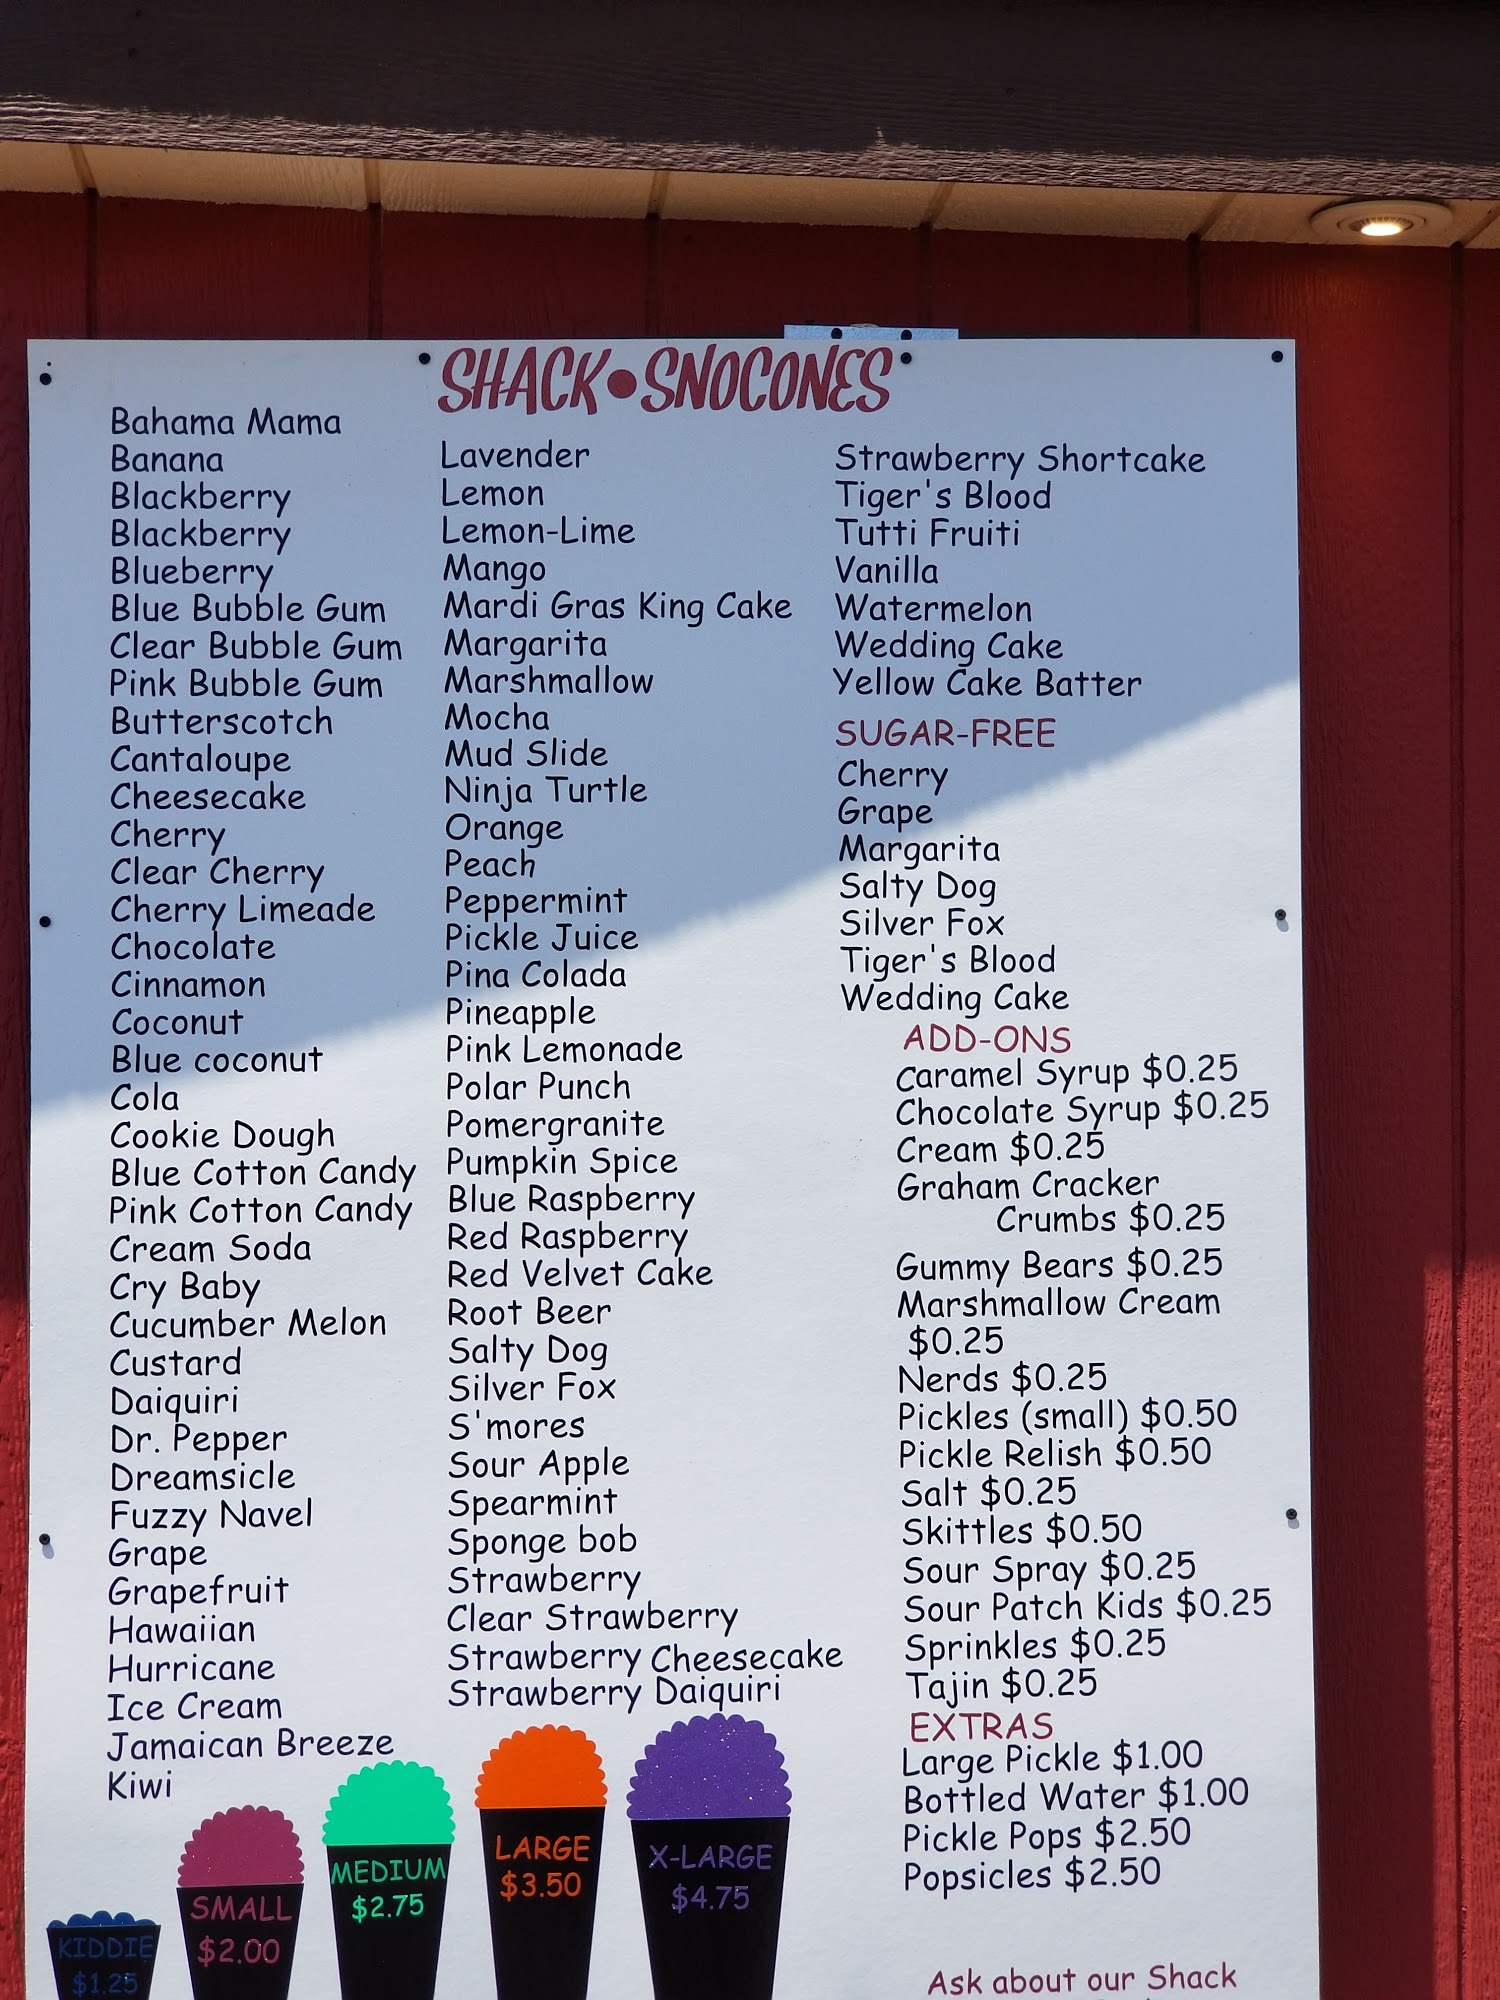 SHACK•SNOCONES
Bahama Mama
Banana
Blackberry
Blackberry
Blueberry
Blue Bubble Gum
Clear Bubble Gum
Pink Bubble Gum
Butterscotch
Cantaloupe
Cheesecake
Cherry
Clear Cherry
Cherry Limeade
Chocolate
Cinnamon
Coconut
Blue coconut
Cola
Cookie Dough
Blue Cotton Candy
Pink Cotton Candy
Cream Soda
Cry Baby
Cucumber Melon
Custard
Daiquiri
Dr. Pepper
Dreamsicle
Fuzzy Navel
Grape
Grapefruit
Hawaiian
Hurricane
Ice Cream
Jamaican Breeze
Kiwi
Lavender
Lemon
Lemon-Lime
Mango
Mardi Gras King Cake
Margarita
Marshmallow
Mocha
Mud Slide
Ninja Turtle
Orange
Peach
Peppermint
Pickle Juice
Pina Colada
Pineapple
Pink Lemonade
Polar Punch
Pomergranite
Pumpkin Spice
Blue Raspberry
Red Raspberry
Red Velvet Cake
Root Beer
Salty Dog
Silver Fox
S'mores
Sour Apple
Spearmint
Sponge bob
Strawberry
Clear Strawberry
Strawberry Cheesecake
Strawberry Daiquiri
Strawberry Shortcake
Tiger's Blood
Tutti Fruiti
Vanilla
Watermelon
Wedding Cake
Yellow Cake Batter
SUGAR-FREE
Cherry
Grape
Margarita
Salty Dog
Silver Fox
Tiger's Blood
Wedding Cake
ADD-ONS
Caramel Syrup $0.25
Chocolate Syrup $0.25
Cream $0.25
Graham Cracker
Crumbs $0.25
Gummy Bears $0.25
Marshmallow Cream
$0.25
Nerds $0.25
Pickles (small) $0.50
Pickle Relish $0.50
Salt $0.25
Skittles $0.50
Sour Spray $0.25
Sour Patch Kids $0.25
Sprinkles $0.25
Tajin $0.25
EXTRAS
Large Pickle $1.00
Bottled Water $1.00
Pickle Pops $2.50
Popsicles $2.50
Ask about our Shack
KIDDIE
$1.25
SMALL
$2.00
MEDIUM
$2.75
LARGE
$3.50
X-LARGE
$4.75